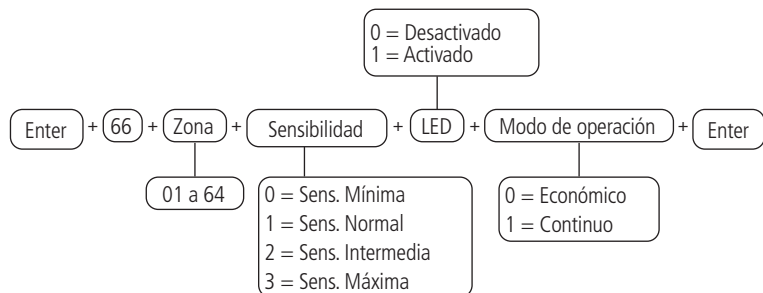 0 = Desactivado
1 = Activado
Enter + 66 + Zona + Sensibilidad + LED + Modo de operación + Enter
01 a 64
0 = Sens. Mínima
1 = Sens. Normal
2 = Sens. Intermedia
3 = Sens. Máxima
0 = Económico
1 = Continuo